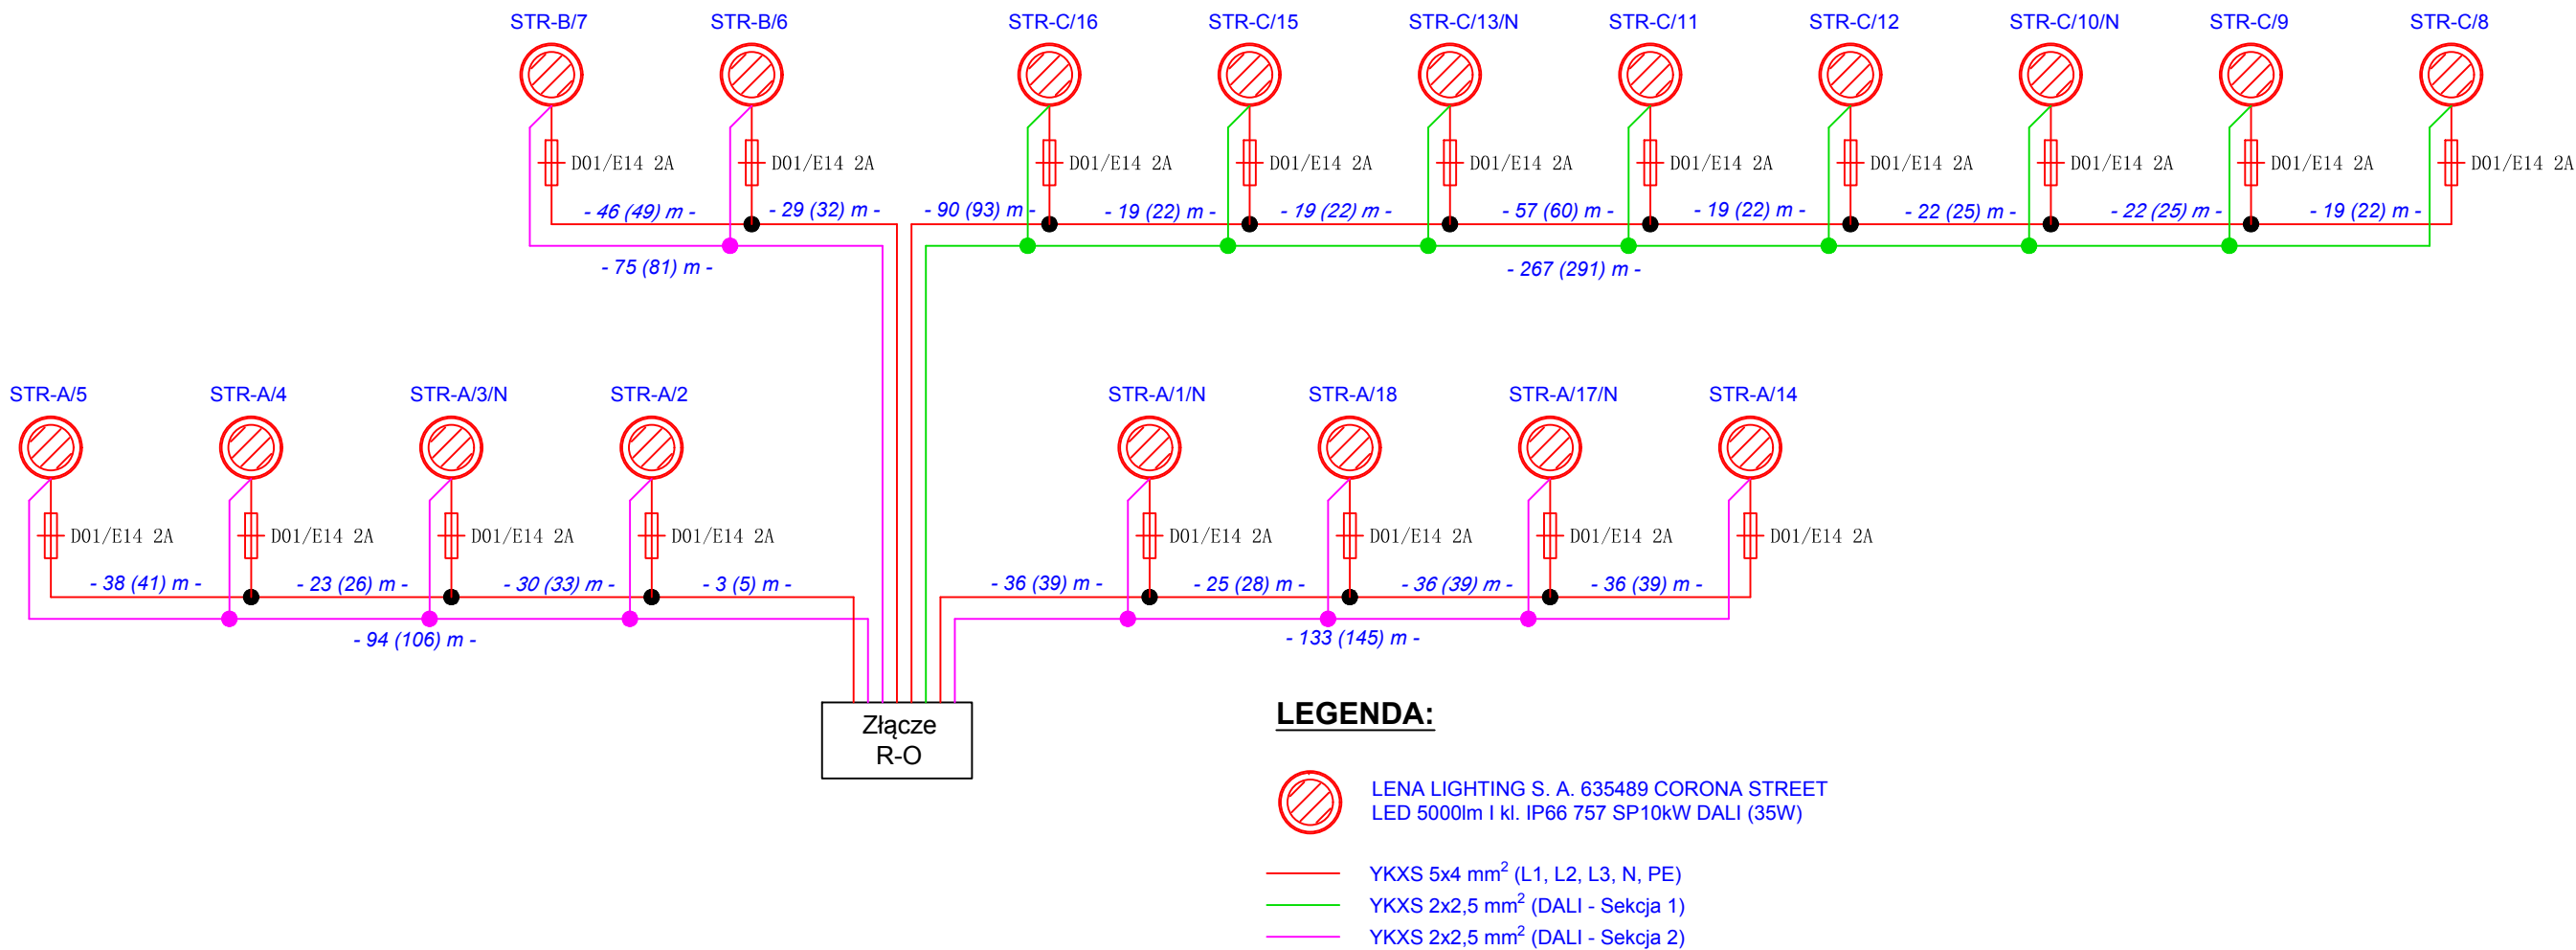 STR-B/7
STR-B/6
STR-C/16
STR-C/15
STR-C/13/N
STR-C/11
STR-C/12
STR-C/10/N
STR-C/9
STR-C/8
D01/E14 2A
D01/E14 2A
D01/E14 2A
D01/E14 2A
D01/E14 2A
D01/E14 2A
D01/E14 2A
D01/E14 2A
D01/E14 2A
D01/E14 2A
- 46 (49) m -
- 29 (32) m -
- 90 (93) m -
- 19 (22) m -
- 19 (22) m -
- 57 (60) m -
- 19 (22) m -
- 22 (25) m -
- 22 (25) m -
- 19 (22) m -
- 75 (81) m -
- 267 (291) m -
STR-A/5
STR-A/4
STR-A/3/N
STR-A/2
STR-A/1/N
STR-A/18
STR-A/17/N
STR-A/14
D01/E14 2A
D01/E14 2A
D01/E14 2A
D01/E14 2A
D01/E14 2A
D01/E14 2A
D01/E14 2A
D01/E14 2A
- 38 (41) m -
- 23 (26) m -
- 30 (33) m -
- 3 (5) m -
- 36 (39) m -
- 25 (28) m -
- 36 (39) m -
- 36 (39) m -
- 94 (106) m -
- 133 (145) m -
Złącze
R-O
LEGENDA:
LENA LIGHTING S. A. 635489 CORONA STREET
LED 5000lm I kl. IP66 757 SP10kW DALI (35W)
YKXS 5x4 mm² (L1, L2, L3, N, PE)
YKXS 2x2,5 mm² (DALI - Sekcja 1)
YKXS 2x2,5 mm² (DALI - Sekcja 2)